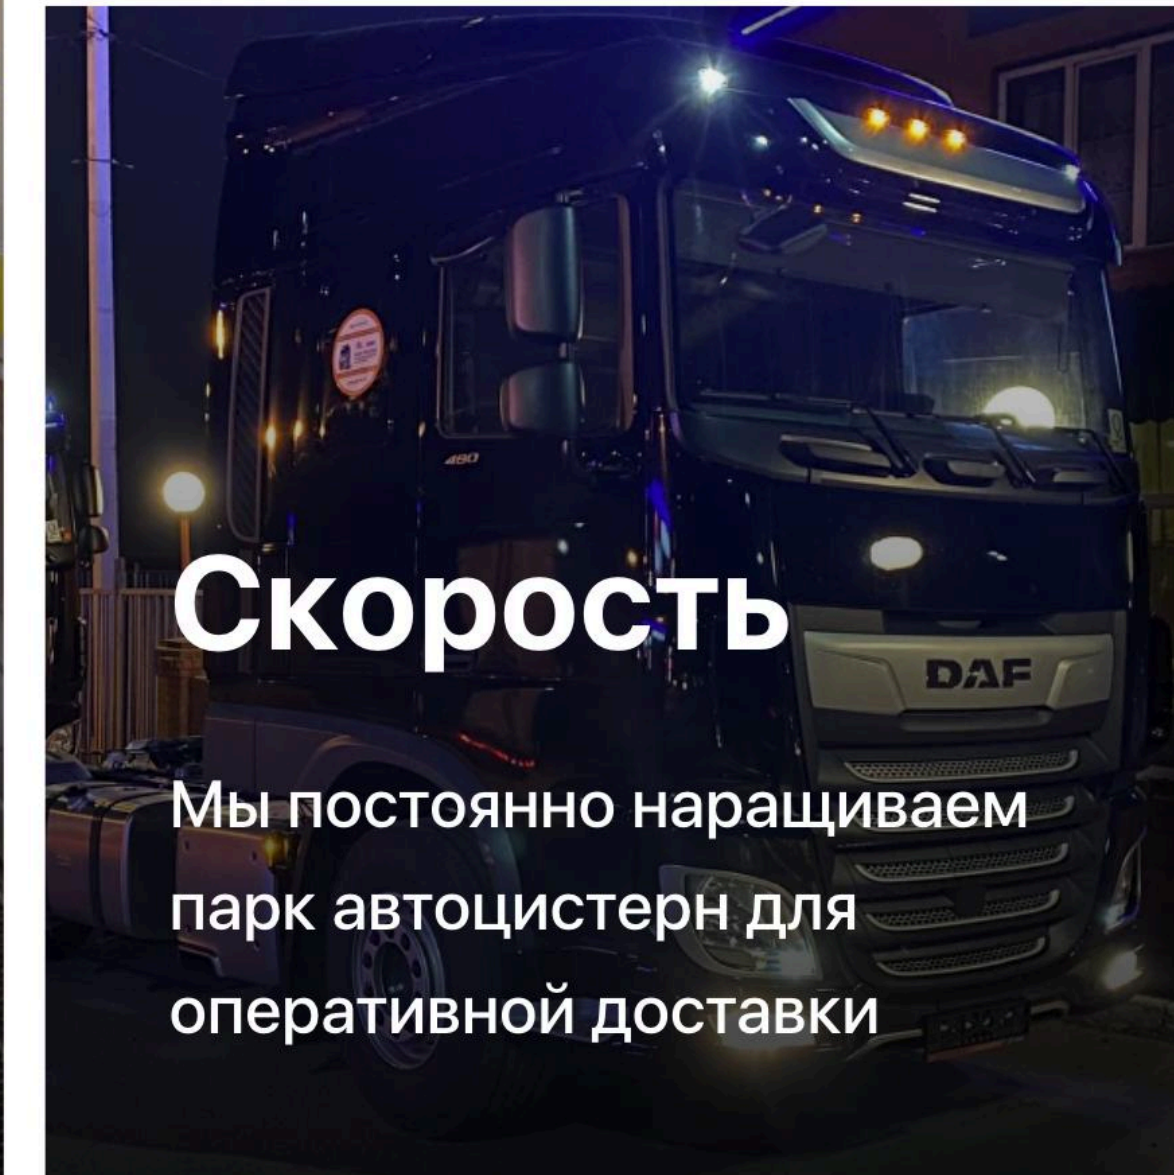 480
Скорость
DAF
Мы постоянно наращиваем
парк автоцистерн для
оперативной доставки